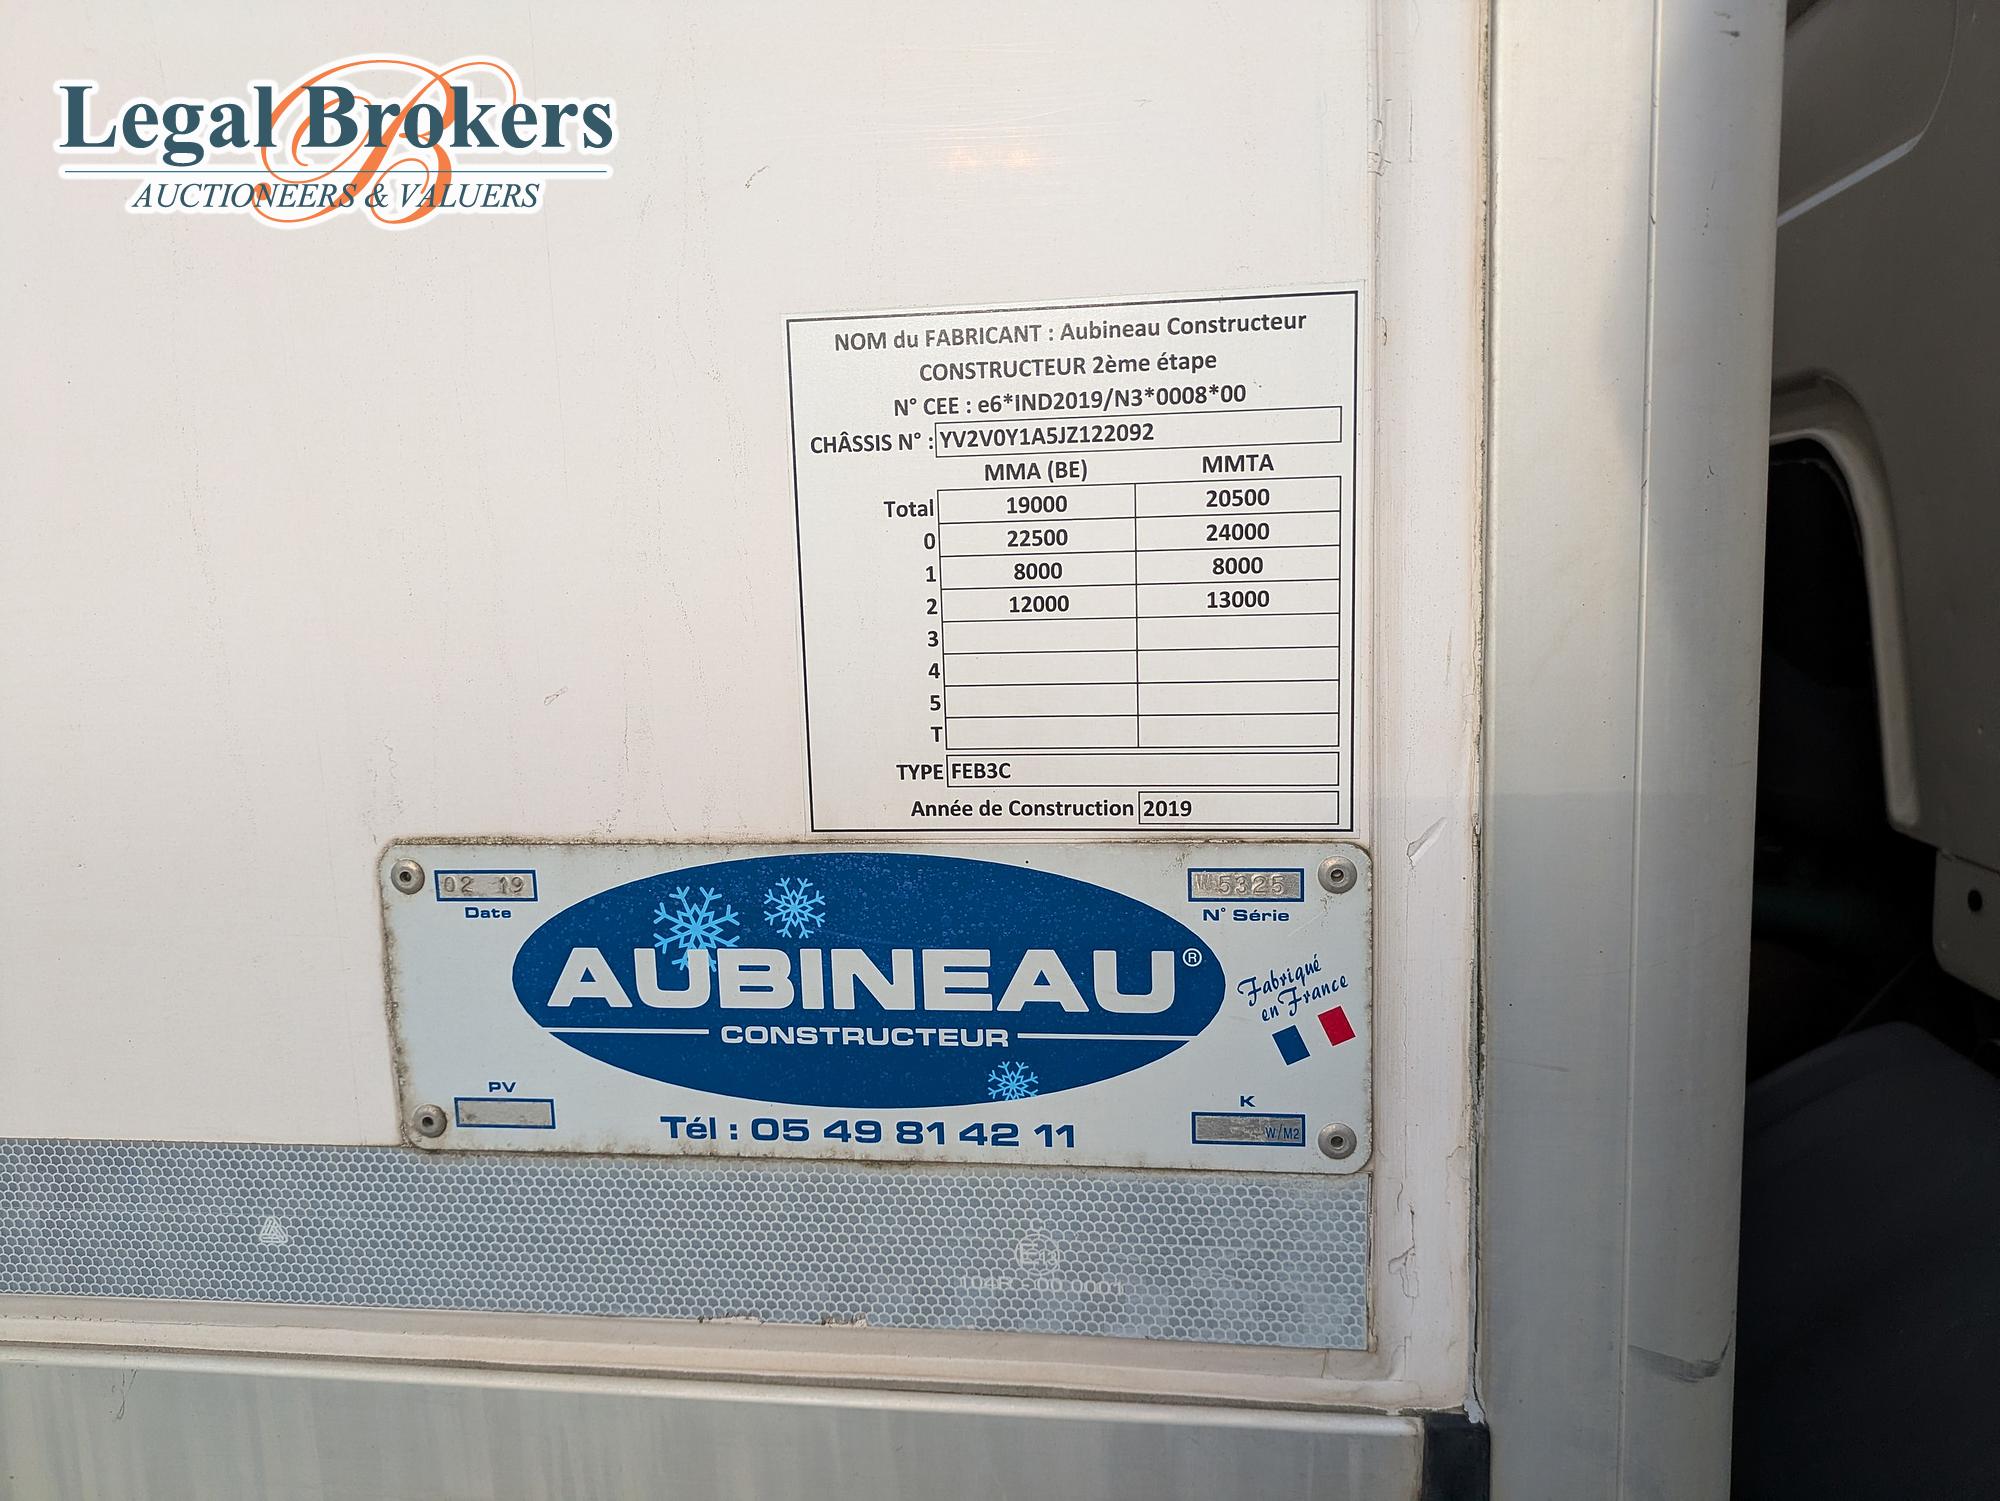 Legal Brokers
AUCTIONEERS & VALUERS
NOM du FABRICANT : Aubineau Constructeur
CONSTRUCTEUR 2ème étape
N° CEE : e6*IND2019/N3*0008*00
CHÂSSIS N° : YV2V0Y1A5JZ122092
MMA (BE) MMTA
Total 19000 20500
0 22500 24000
1 8000 8000
2 12000 13000
3
4
5
T
TYPE FEB3C
Année de Construction 2019
02 19
Date
W 5325
N° Série
AUBINEAU®
CONSTRUCTEUR
Fabriqué
en France
PV
K
W/M2
Tél : 05 49 81 42 11
104R - 00 0001